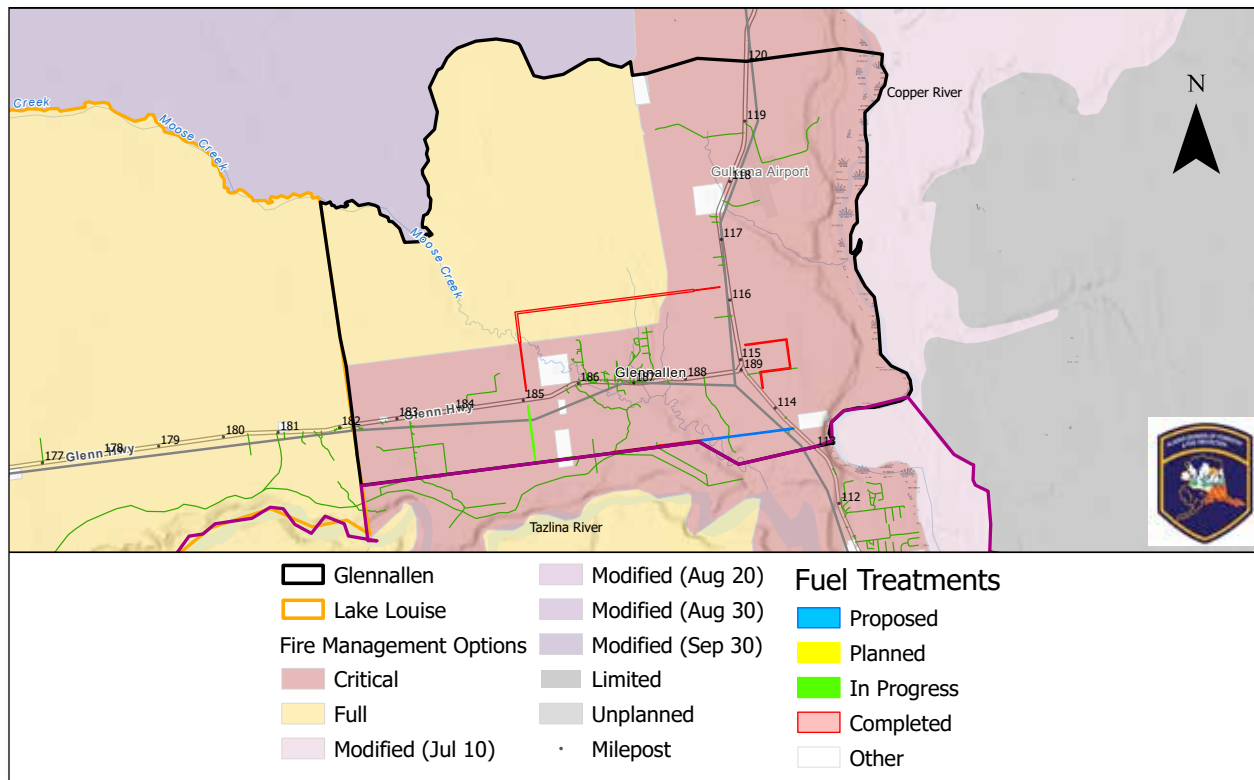 120
Copper River
N
Creek
Moose Creek
119
118
Gulkana Airport
117
Moose Creek
116
115
189
186
Glennallen
187
188
185
184
183
Glenn Hwy
114
182
181
180
179
178
177
Glenn Hwy
113
112
Tazlina River
Glennallen
Lake Louise
Fire Management Options
Critical
Full
Modified (Jul 10)
Modified (Aug 20)
Modified (Aug 30)
Modified (Sep 30)
Limited
Unplanned
Milepost
Fuel Treatments
Proposed
Planned
In Progress
Completed
Other